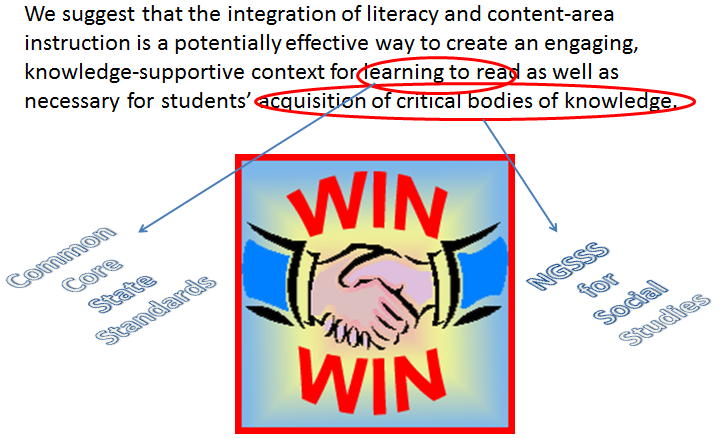 We suggest that the integration of literacy and content-area
instruction is a potentially effective way to create an engaging,
knowledge-supportive context for learning to read as well as
necessary for students’ acquisition of critical bodies of knowledge.
WIN
WIN
Common
Core
State
Standards
NGSSS
for
Social
Studies